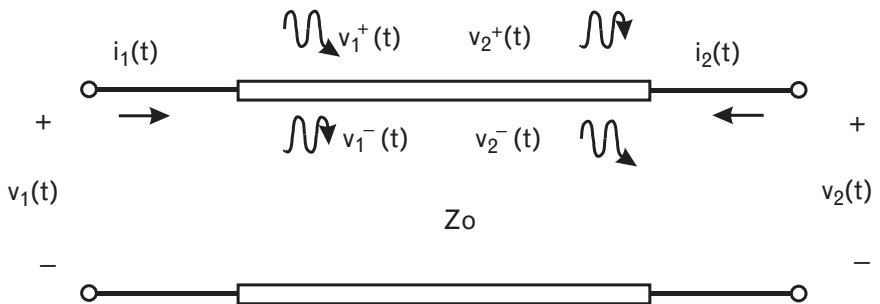 v₁⁺(t) v₂⁺(t)
i₁(t) i₂(t)
+ +
v₁⁻(t) v₂⁻(t)
v₁(t) v₂(t)
Zo
− −